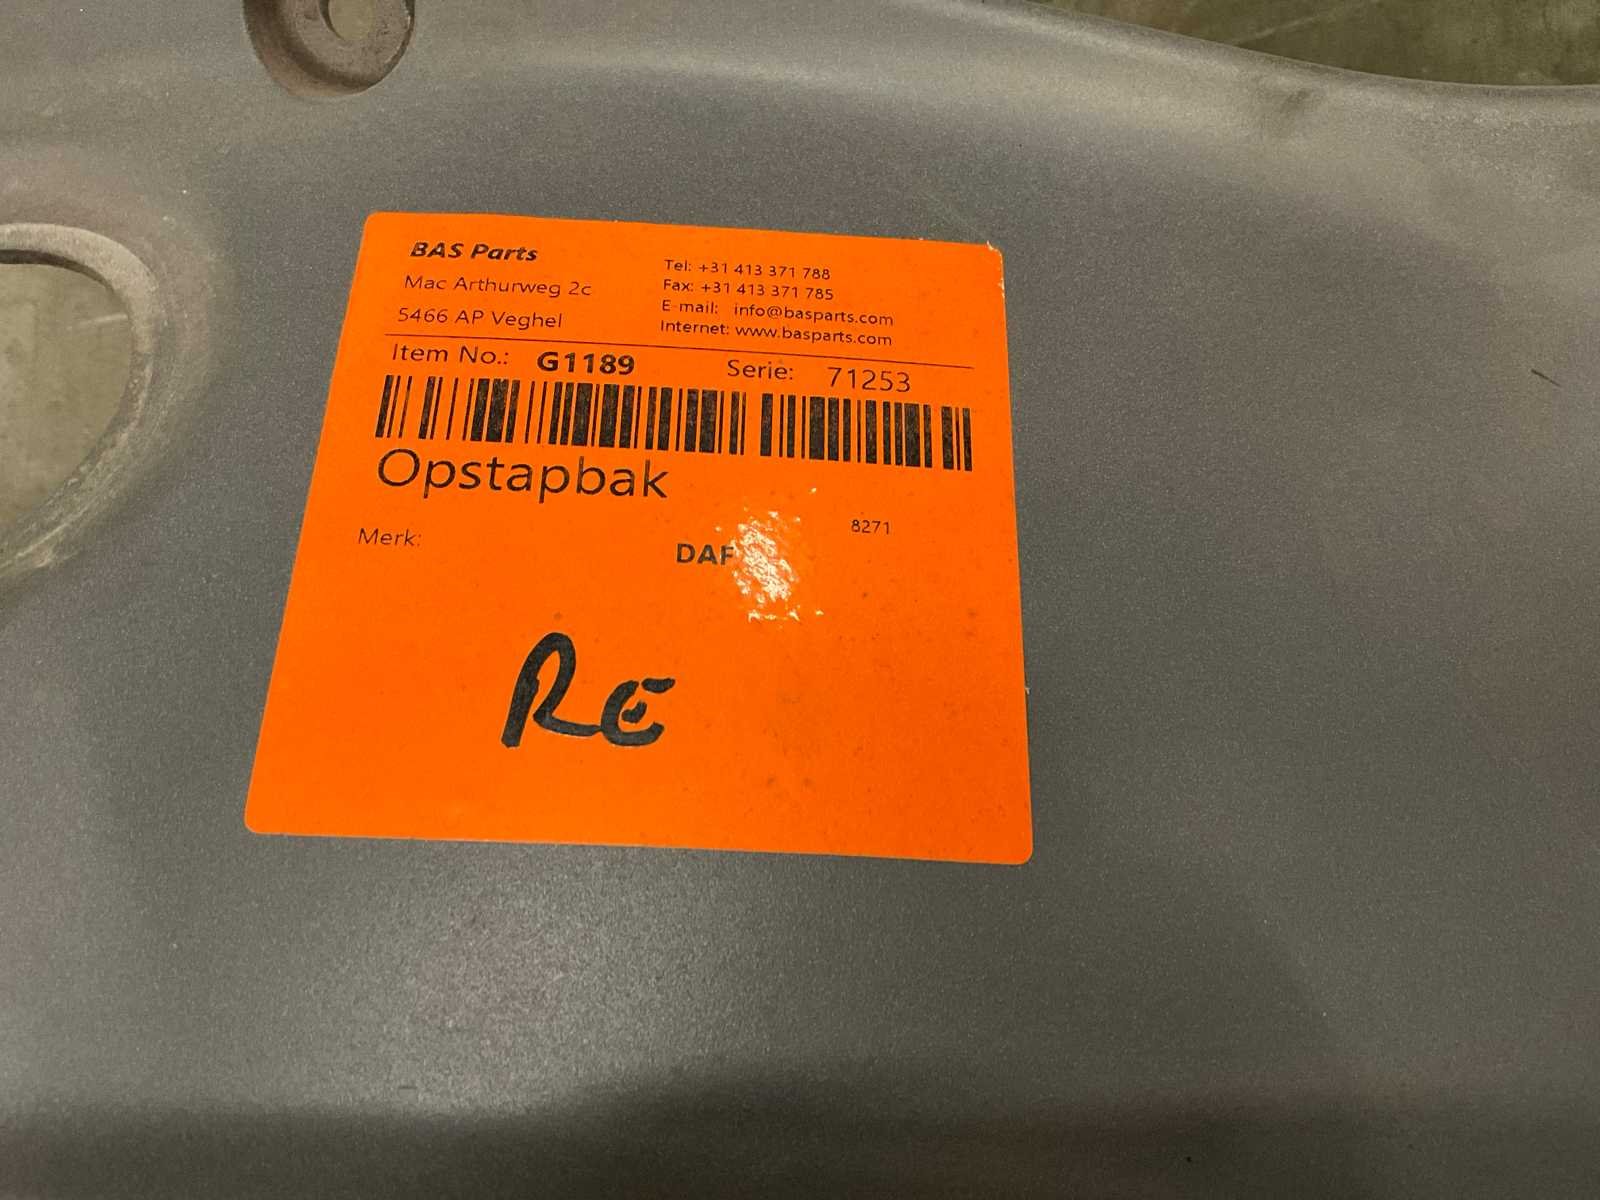 BAS Parts
Mac Arthurweg 2c
5466 AP Veghel
Tel: +31 413 371 788
Fax: +31 413 371 785
E-mail: info@basparts.com
Internet: www.basparts.com
Item No.: G1189 Serie: 71253
Opstapbak
8271
Merk: DAF
RE